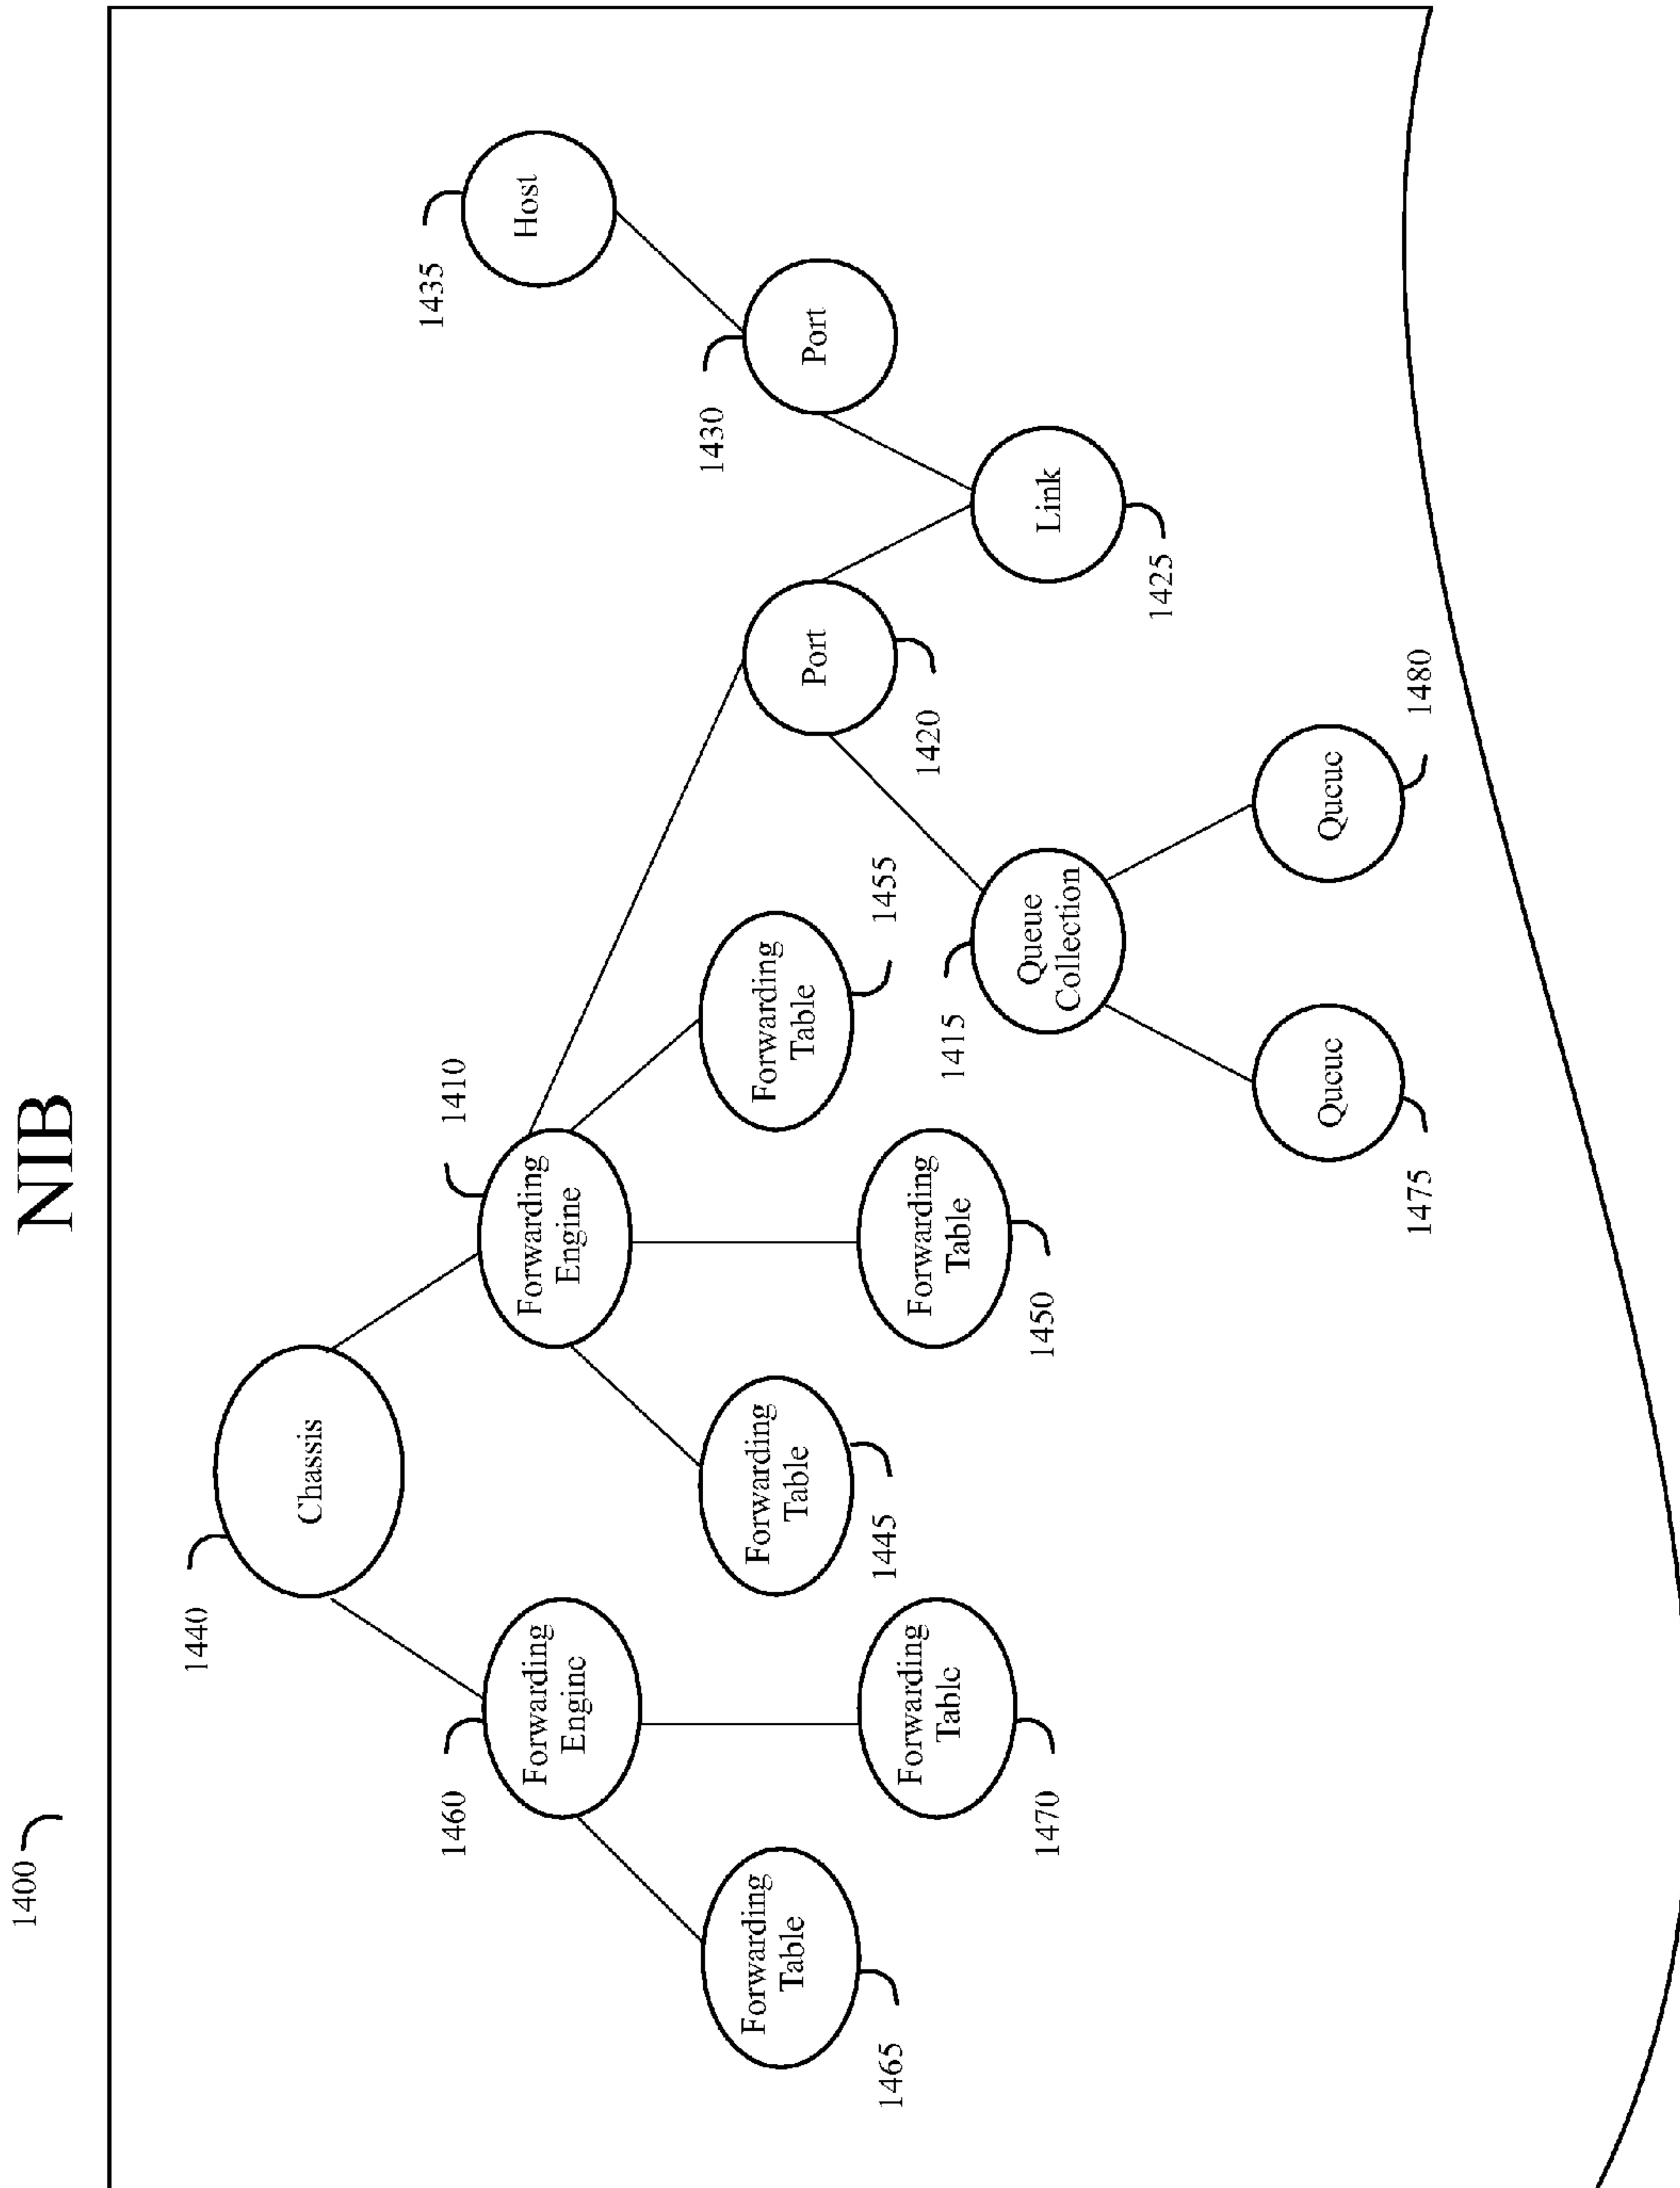 NIB
1400
1440
Chassis
1435
Host
1460
Forwarding
Engine
1410
Forwarding
Engine
1430
Port
1465
Forwarding
Table
1445
Forwarding
Table
Forwarding
Table
1455
Port
1420
1470
Forwarding
Table
1450
Forwarding
Table
1415
Queue
Collection
Link
1425
1475
Queue
Queue
1480